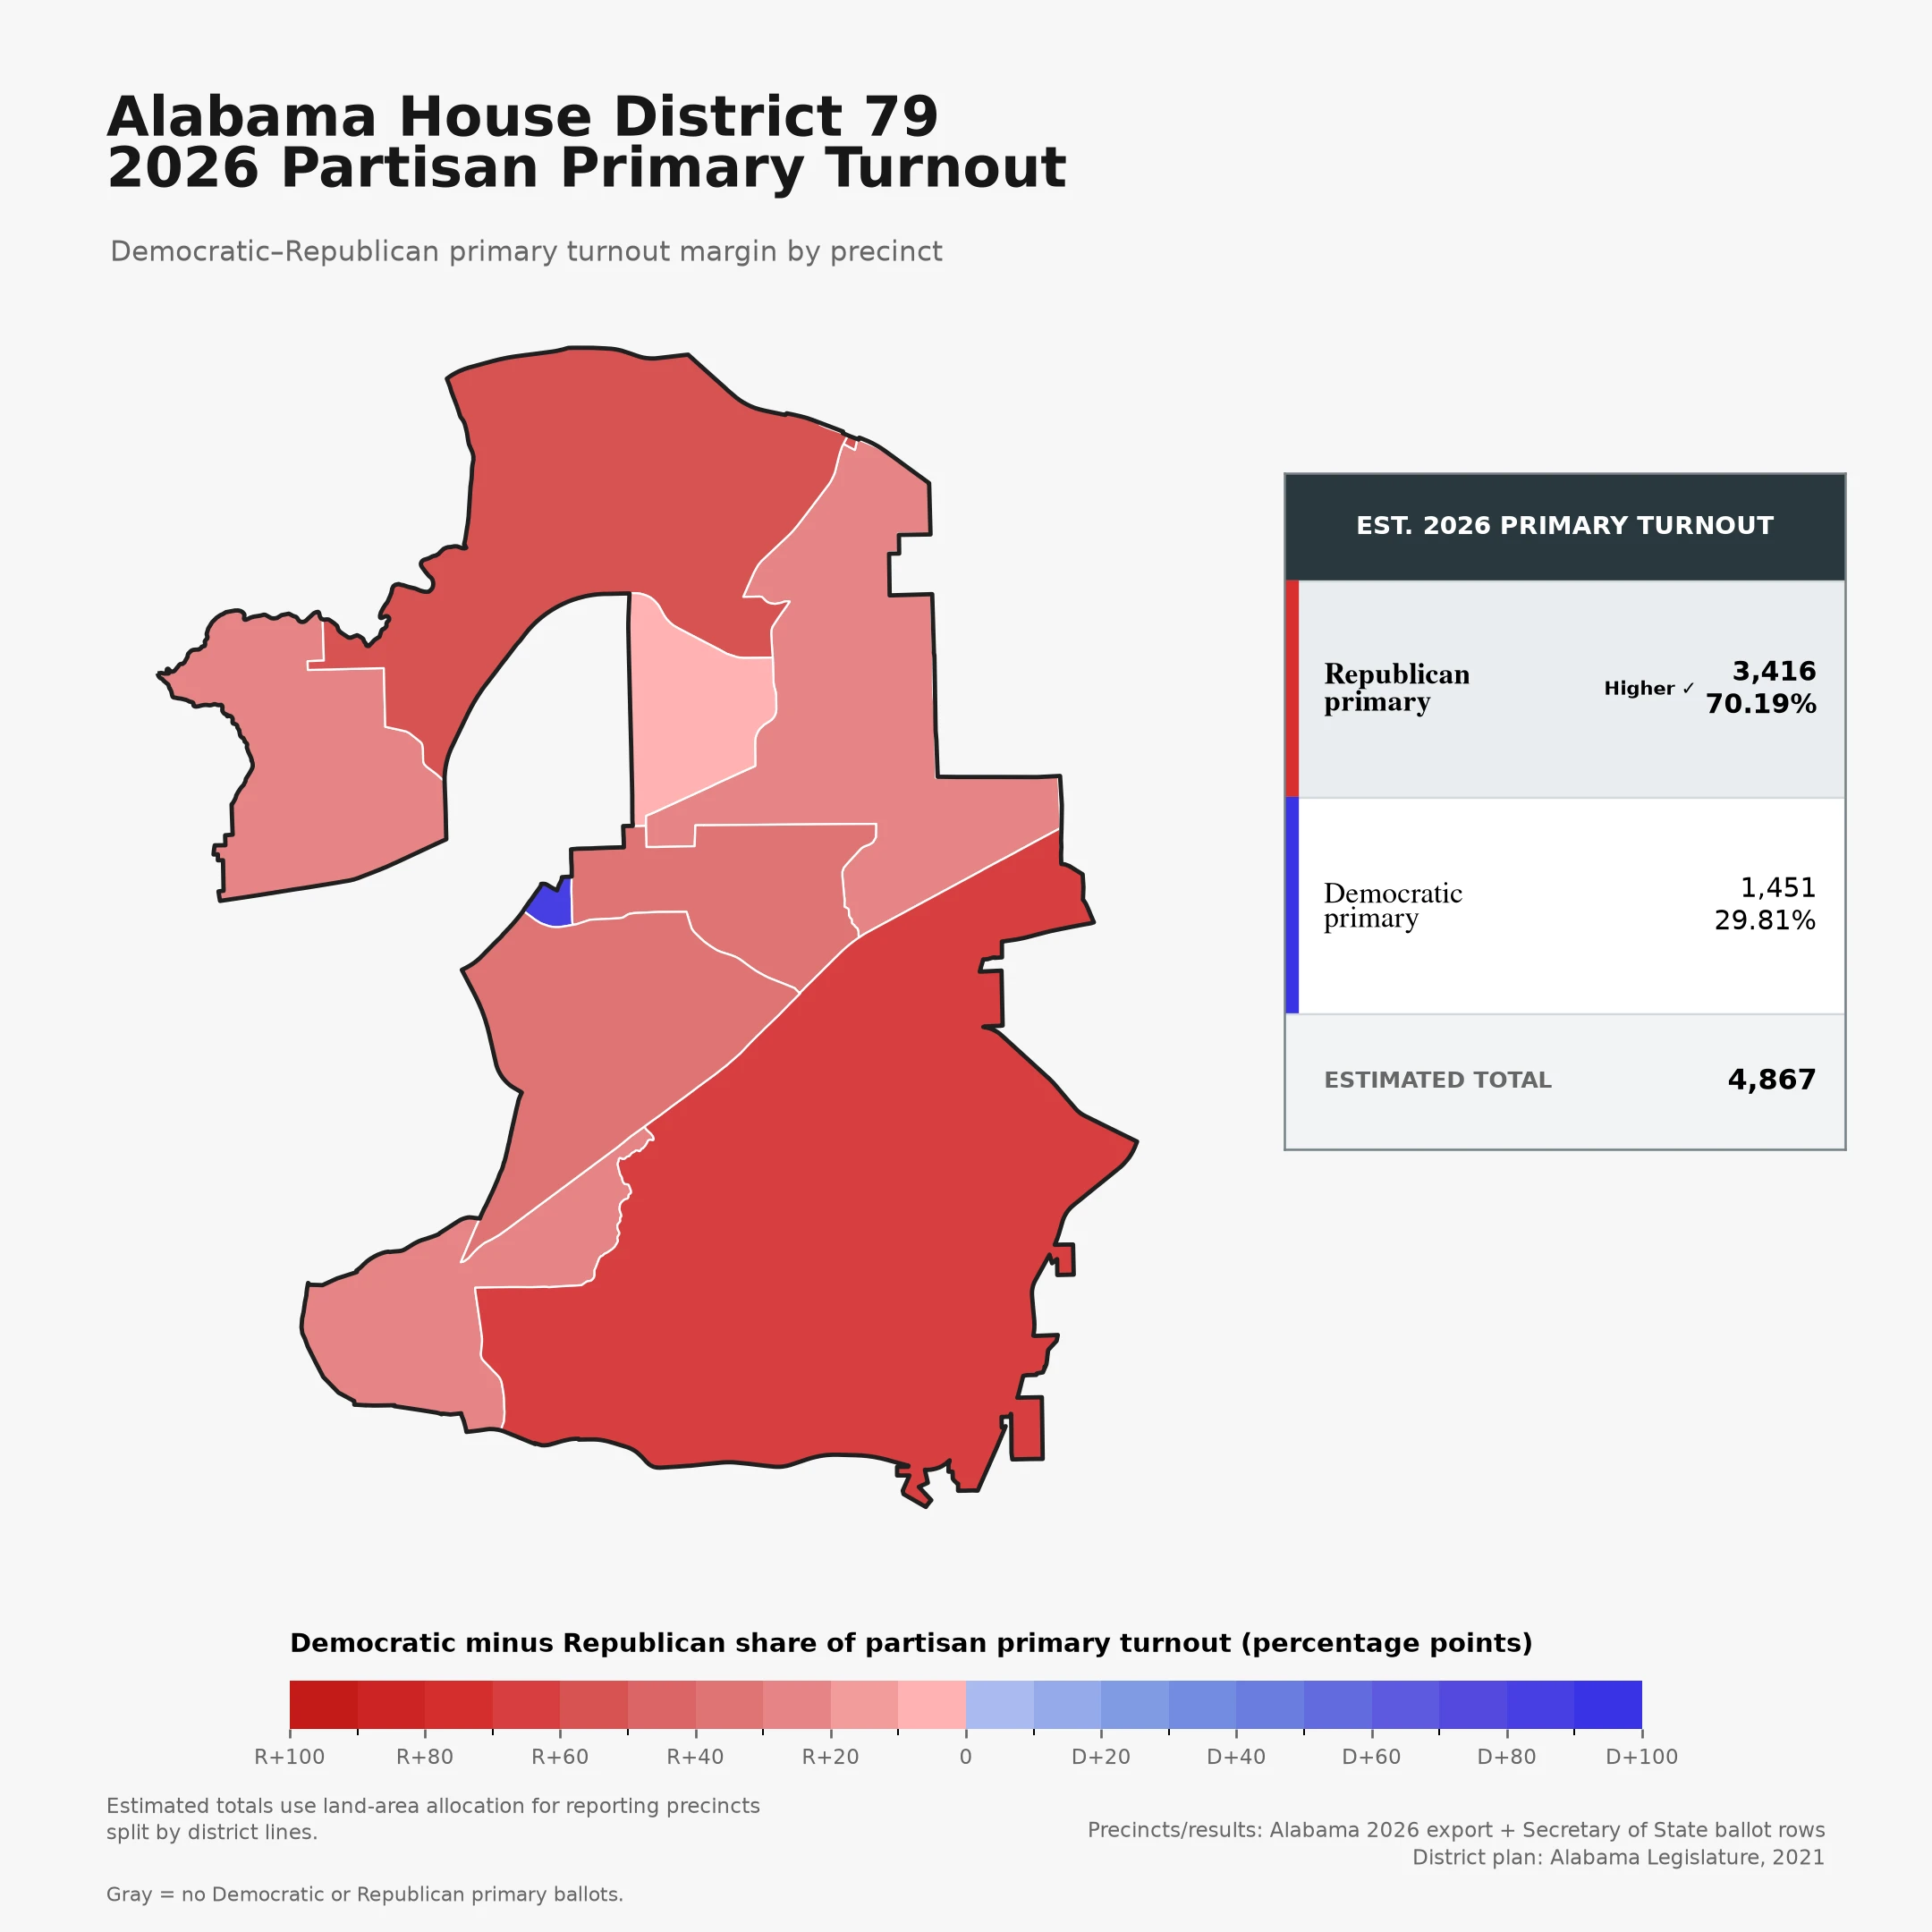 Alabama House District 79
2026 Partisan Primary Turnout
Democratic–Republican primary turnout margin by precinct
EST. 2026 PRIMARY TURNOUT
Republican
primary
Higher ✓
3,416
70.19%
Democratic
primary
1,451
29.81%
ESTIMATED TOTAL
4,867
Democratic minus Republican share of partisan primary turnout (percentage points)
R+100 R+80 R+60 R+40 R+20 0 D+20 D+40 D+60 D+80 D+100
Estimated totals use land-area allocation for reporting precincts
split by district lines.
Gray = no Democratic or Republican primary ballots.
Precincts/results: Alabama 2026 export + Secretary of State ballot rows
District plan: Alabama Legislature, 2021